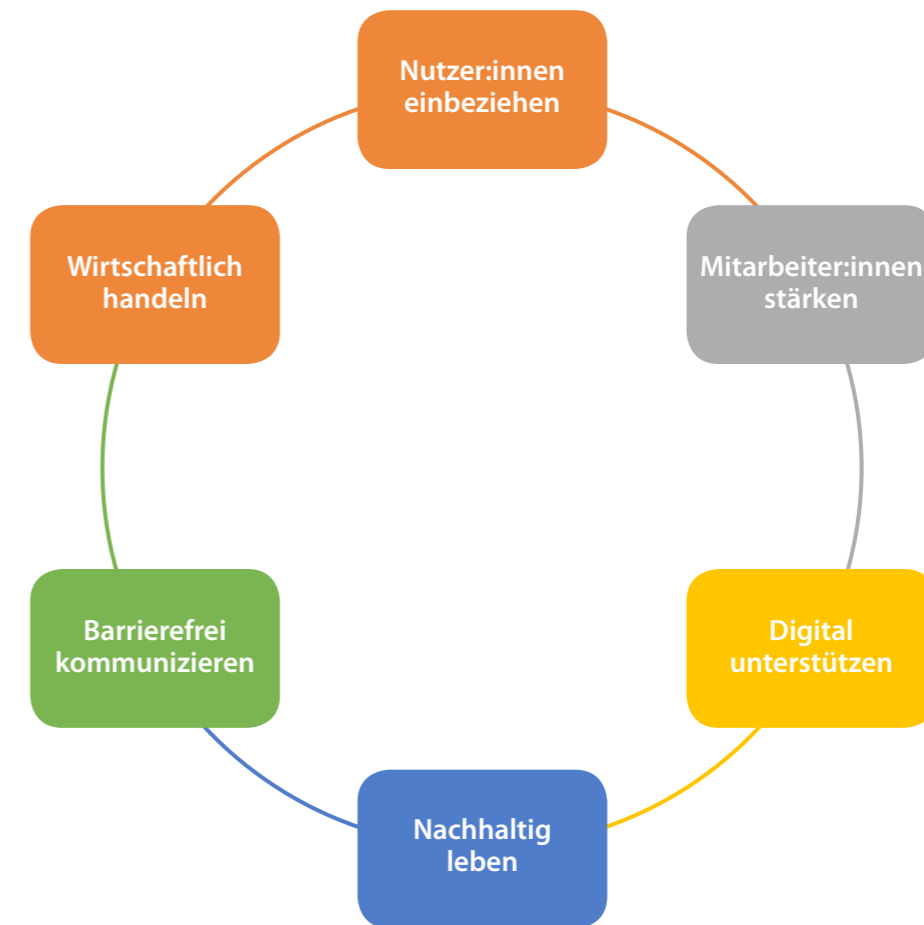 Nutzer:innen
einbeziehen
Mitarbeiter:innen
stärken
Digital
unterstützen
Nachhaltig
leben
Barrierefrei
kommunizieren
Wirtschaftlich
handeln